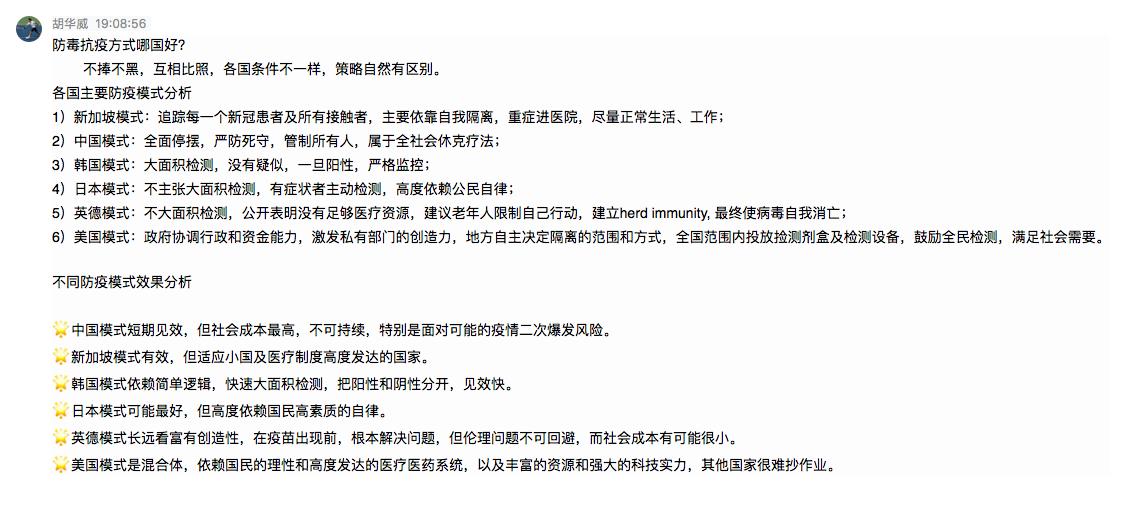 胡华威 19:08:56
防毒抗疫方式哪国好?
不捧不黑，互相比照，各国条件不一样，策略自然有区别。
各国主要防疫模式分析
1）新加坡模式：追踪每一个新冠患者及所有接触者，主要依靠自我隔离，重症进医院，尽量正常生活、工作；
2）中国模式：全面停摆，严防死守，管制所有人，属于全社会休克疗法；
3）韩国模式：大面积检测，没有疑似，一旦阳性，严格监控；
4）日本模式：不主张大面积检测，有症状者主动检测，高度依赖公民自律；
5）英德模式：不大面积检测，公开表明没有足够医疗资源，建议老年人限制自己行动，建立herd immunity, 最终使病毒自我消亡；
6）美国模式：政府协调行政和资金能力，激发私有部门的创造力，地方自主决定隔离的范围和方式，全国范围内投放捡测剂盒及检测设备，鼓励全民检测，满足社会需要。
不同防疫模式效果分析
🌟中国模式短期见效，但社会成本最高，不可持续，特别是面对可能的疫情二次爆发风险。
🌟新加坡模式有效，但适应小国及医疗制度高度发达的国家。
🌟韩国模式依赖简单逻辑，快速大面积检测，把阳性和阴性分开，见效快。
🌟日本模式可能最好，但高度依赖国民高素质的自律。
🌟英德模式长远看富有创造性，在疫苗出现前，根本解决问题，但伦理问题不可回避，而社会成本有可能很小。
🌟美国模式是混合体，依赖国民的理性和高度发达的医疗医药系统，以及丰富的资源和强大的科技实力，其他国家很难抄作业。